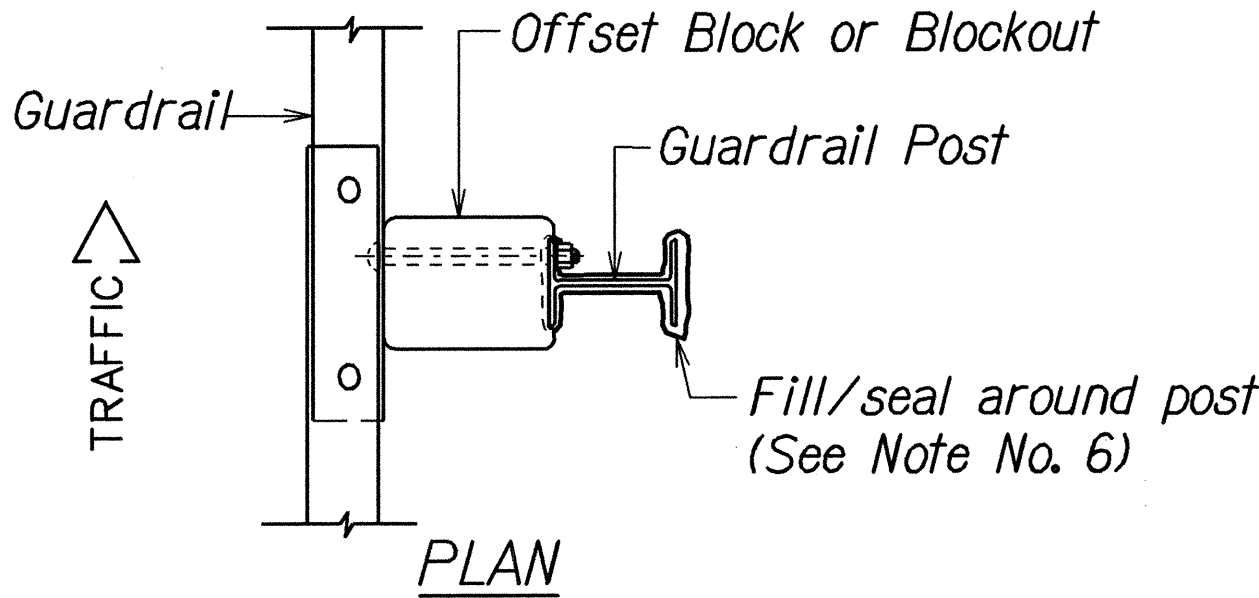 Offset Block or Blockout
Guardrail
Guardrail Post
TRAFFIC
Fill/seal around post
(See Note No. 6)
PLAN